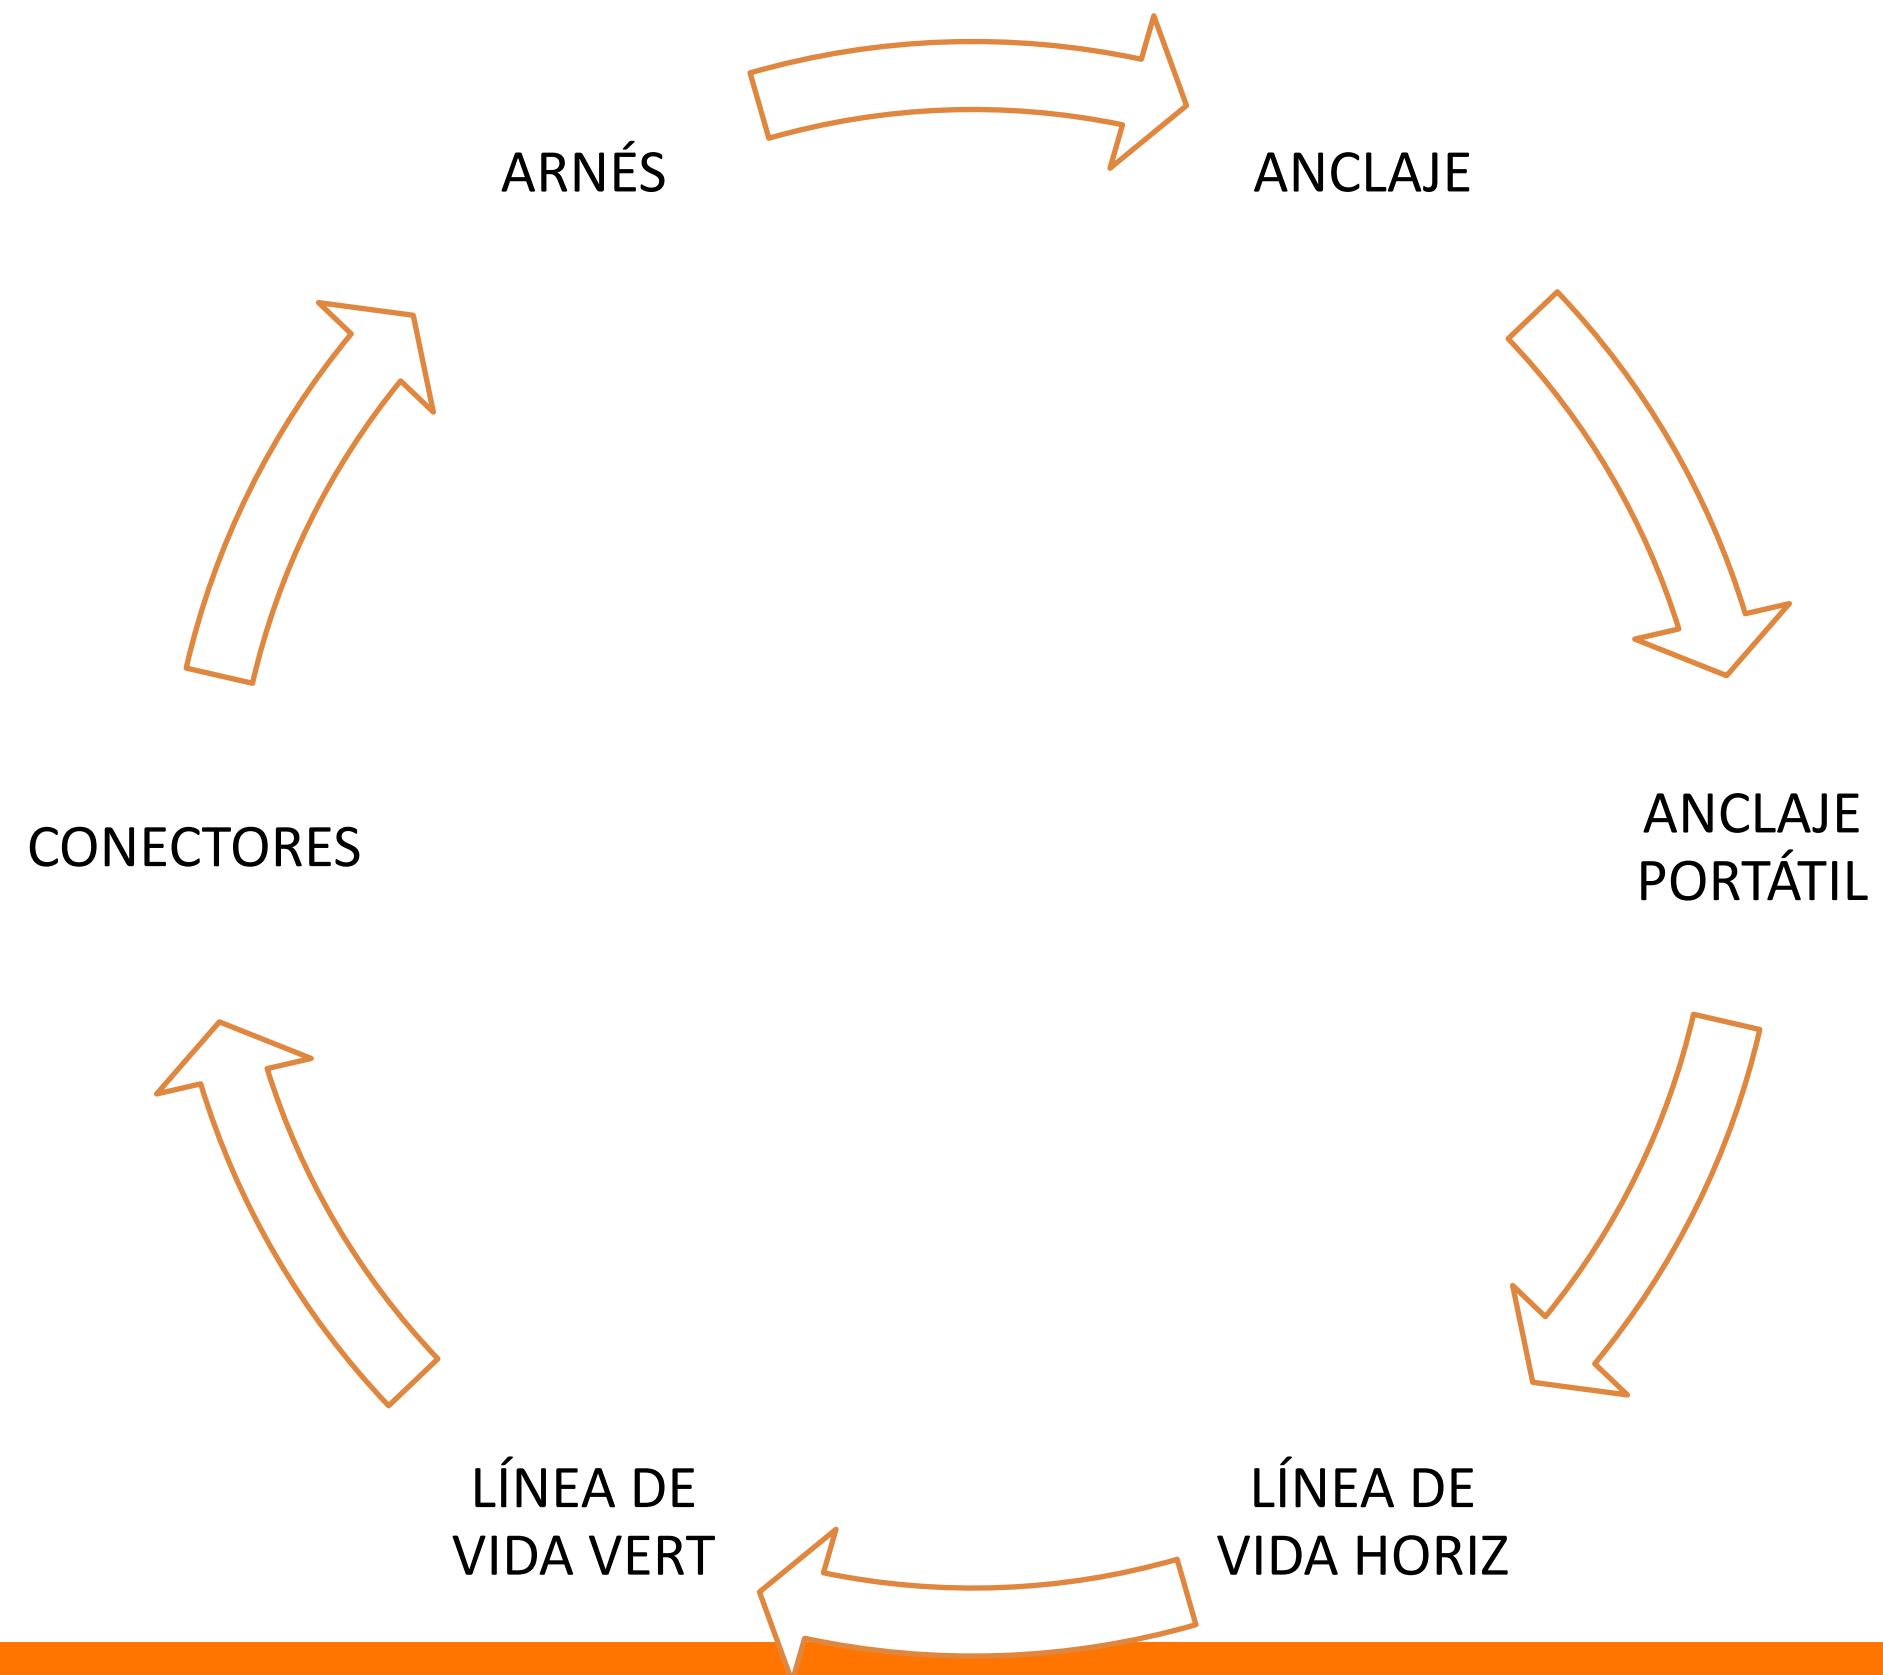 ARNÉS
ANCLAJE
ANCLAJE
PORTÁTIL
LÍNEA DE
VIDA HORIZ
LÍNEA DE
VIDA VERT
CONECTORES